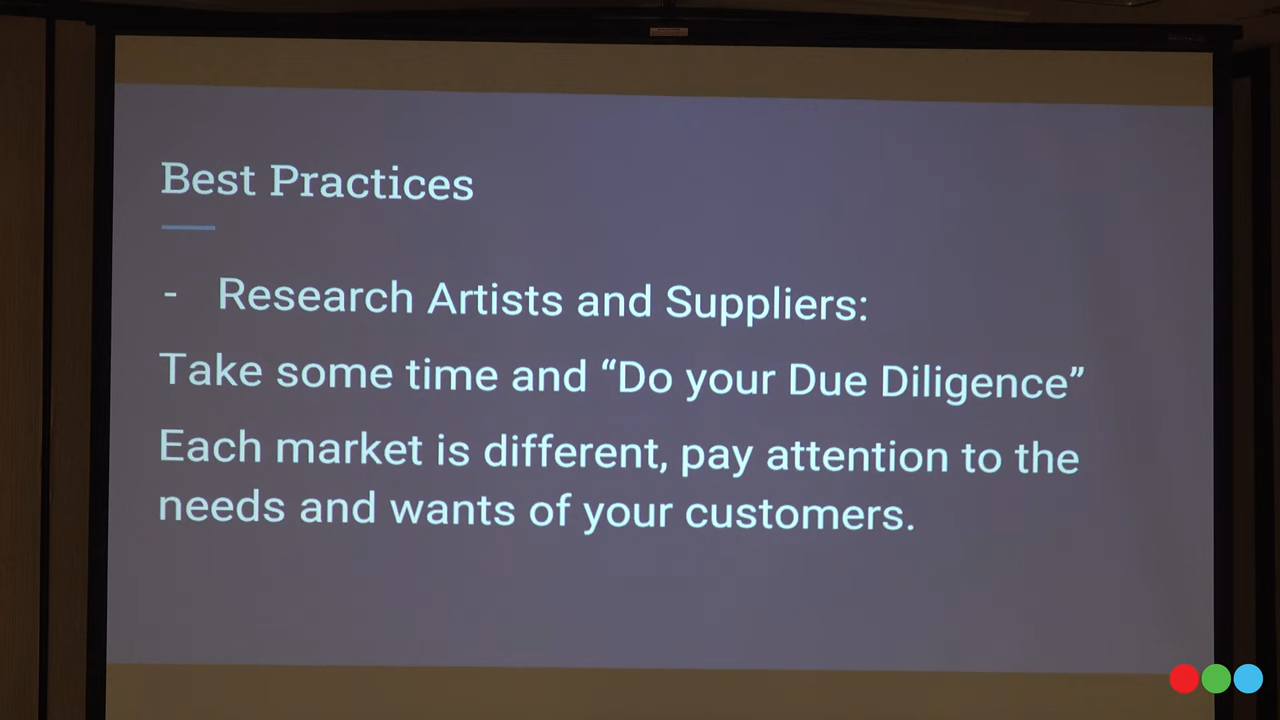 Best Practices
- Research Artists and Suppliers:
Take some time and “Do your Due Diligence”
Each market is different, pay attention to the
needs and wants of your customers.